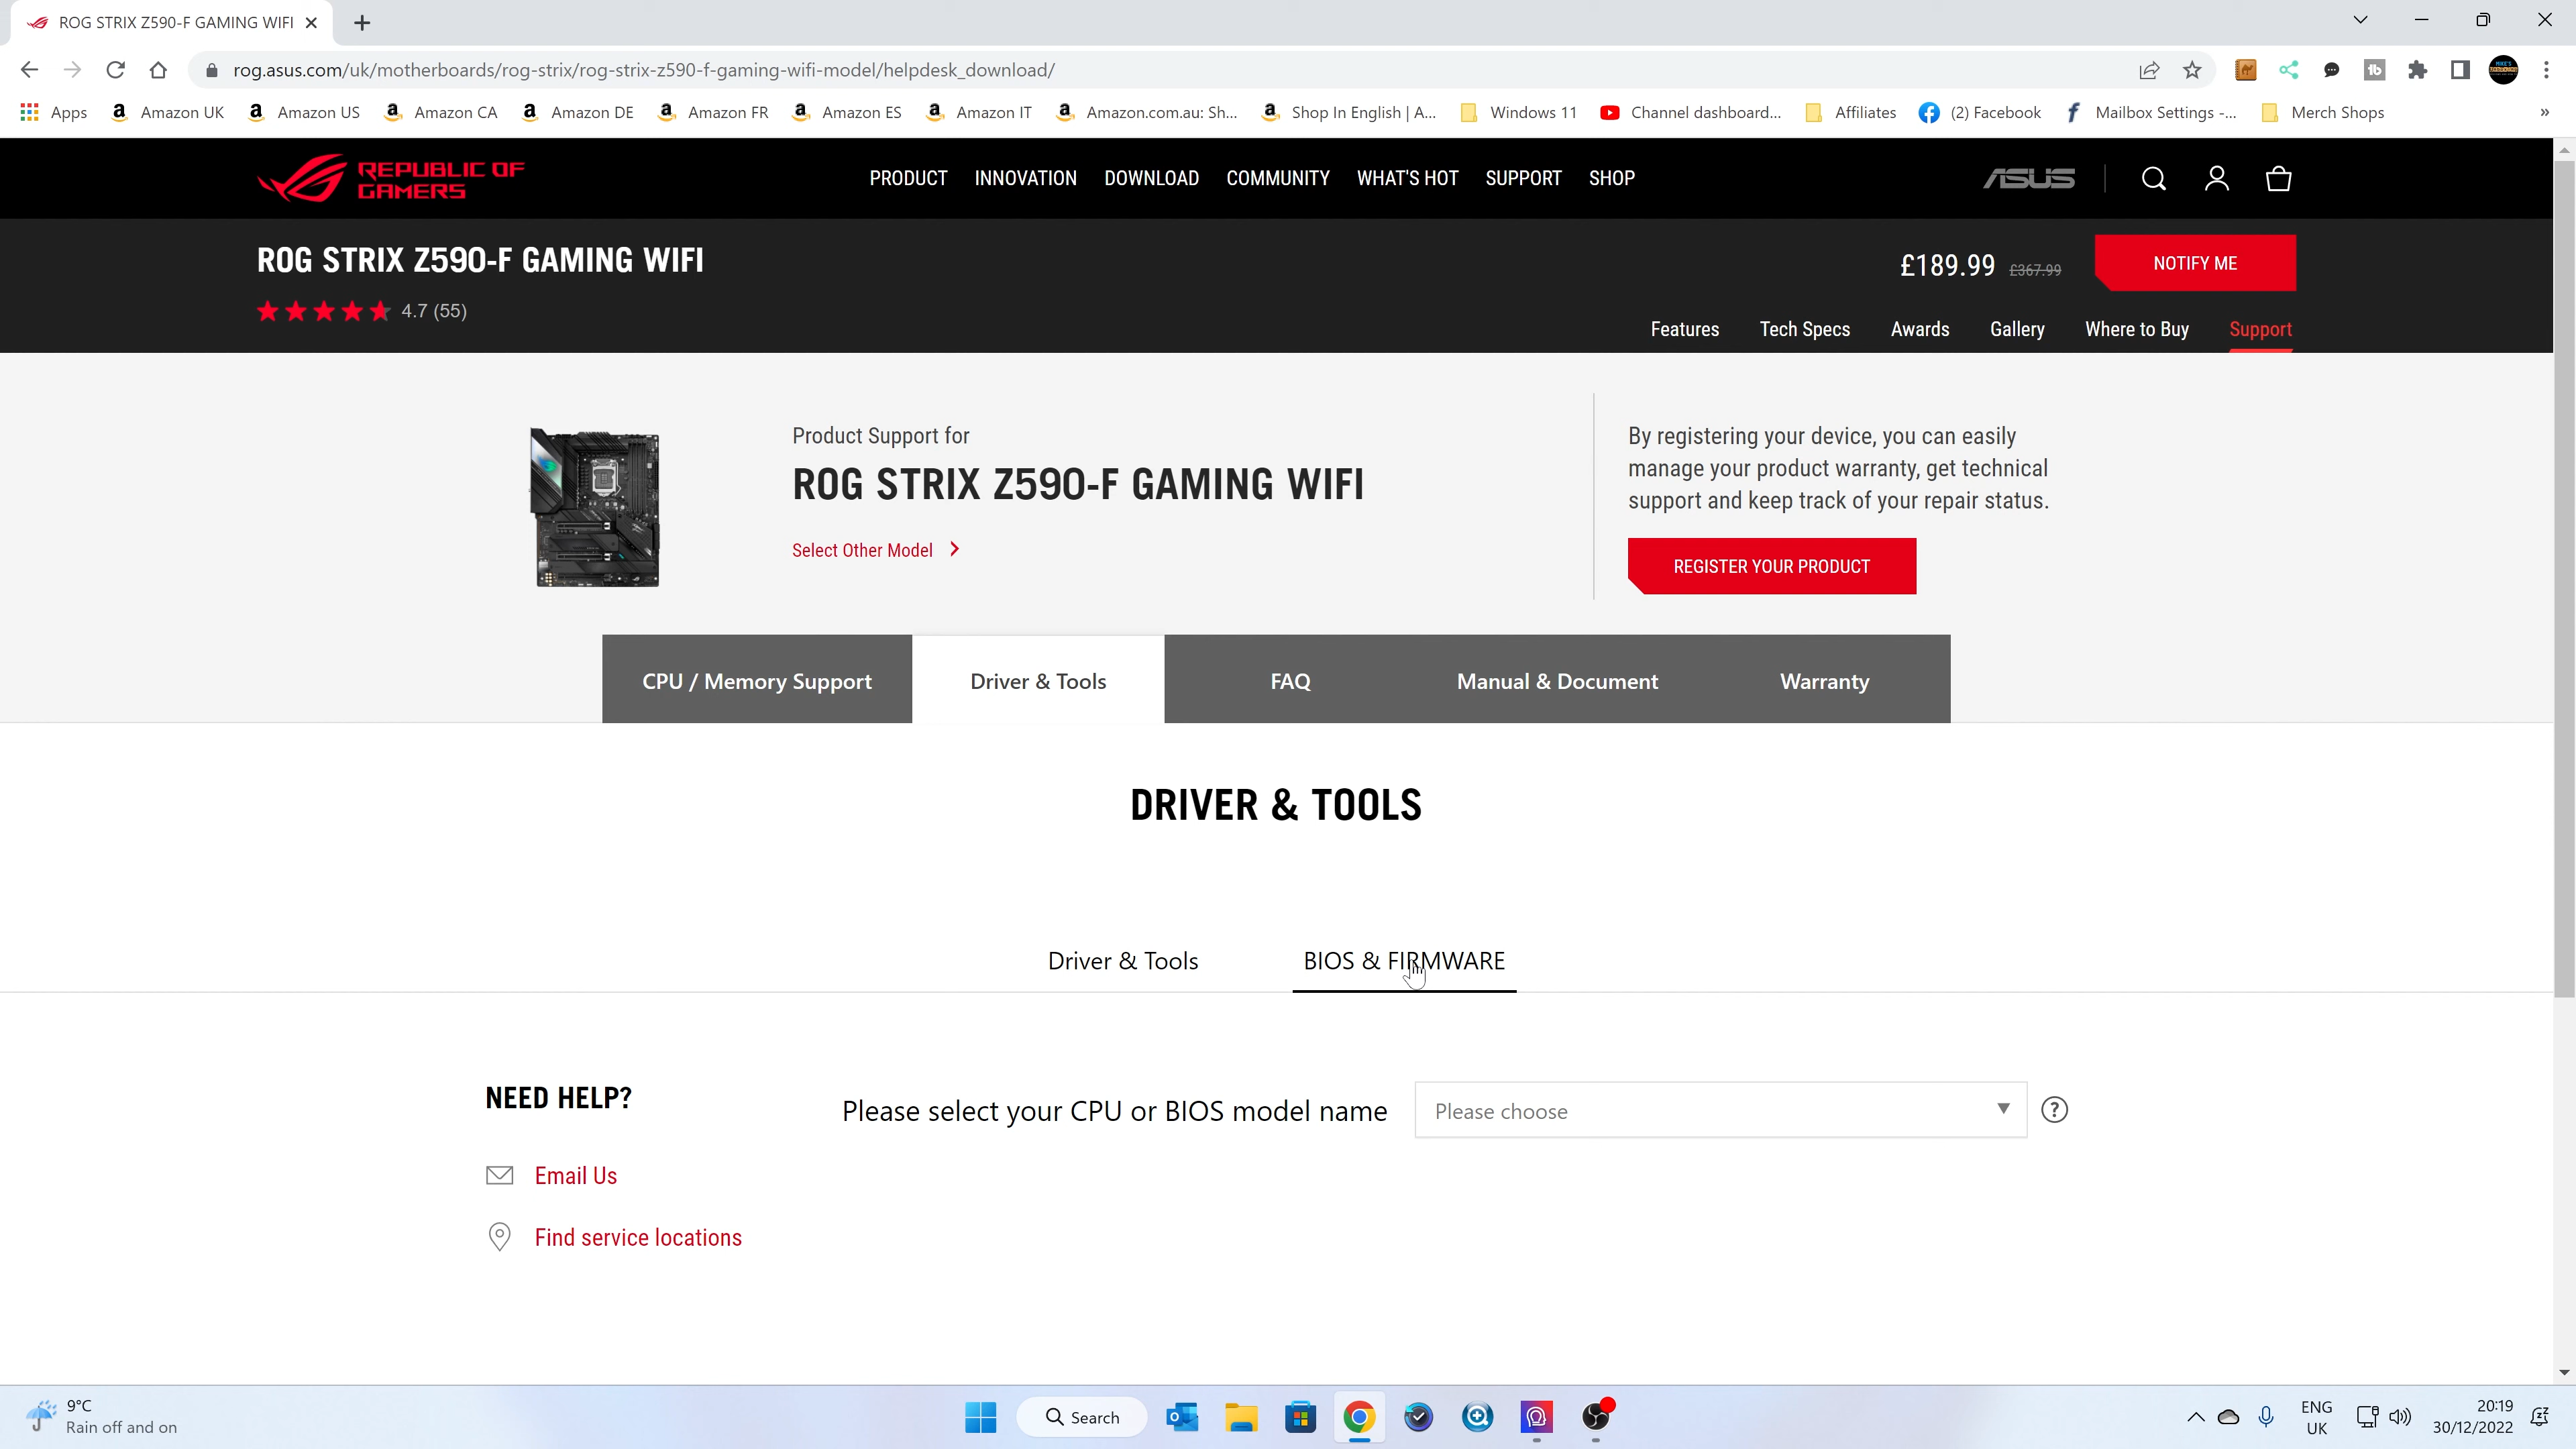 ROG STRIX Z590-F GAMING WIFI
rog.asus.com/uk/motherboards/rog-strix/rog-strix-z590-f-gaming-wifi-model/helpdesk_download/
Apps Amazon UK Amazon US Amazon CA Amazon DE Amazon FR Amazon ES Amazon IT Amazon.com.au: Sh... Shop In English | A... Windows 11 Channel dashboard... Affiliates (2) Facebook Mailbox Settings -... Merch Shops »
REPUBLIC OF
GAMERS
PRODUCT INNOVATION DOWNLOAD COMMUNITY WHAT'S HOT SUPPORT SHOP
ASUS
ROG STRIX Z590-F GAMING WIFI
£189.99 £367.99 NOTIFY ME
4.7 (55)
Features Tech Specs Awards Gallery Where to Buy Support
Product Support for
ROG STRIX Z590-F GAMING WIFI
Select Other Model
By registering your device, you can easily
manage your product warranty, get technical
support and keep track of your repair status.
REGISTER YOUR PRODUCT
CPU / Memory Support Driver & Tools FAQ Manual & Document Warranty
DRIVER & TOOLS
Driver & Tools BIOS & FIRMWARE
NEED HELP?
Please select your CPU or BIOS model name Please choose ?
Email Us
Find service locations
9°C
Rain off and on
Search
ENG
UK
20:19
30/12/2022